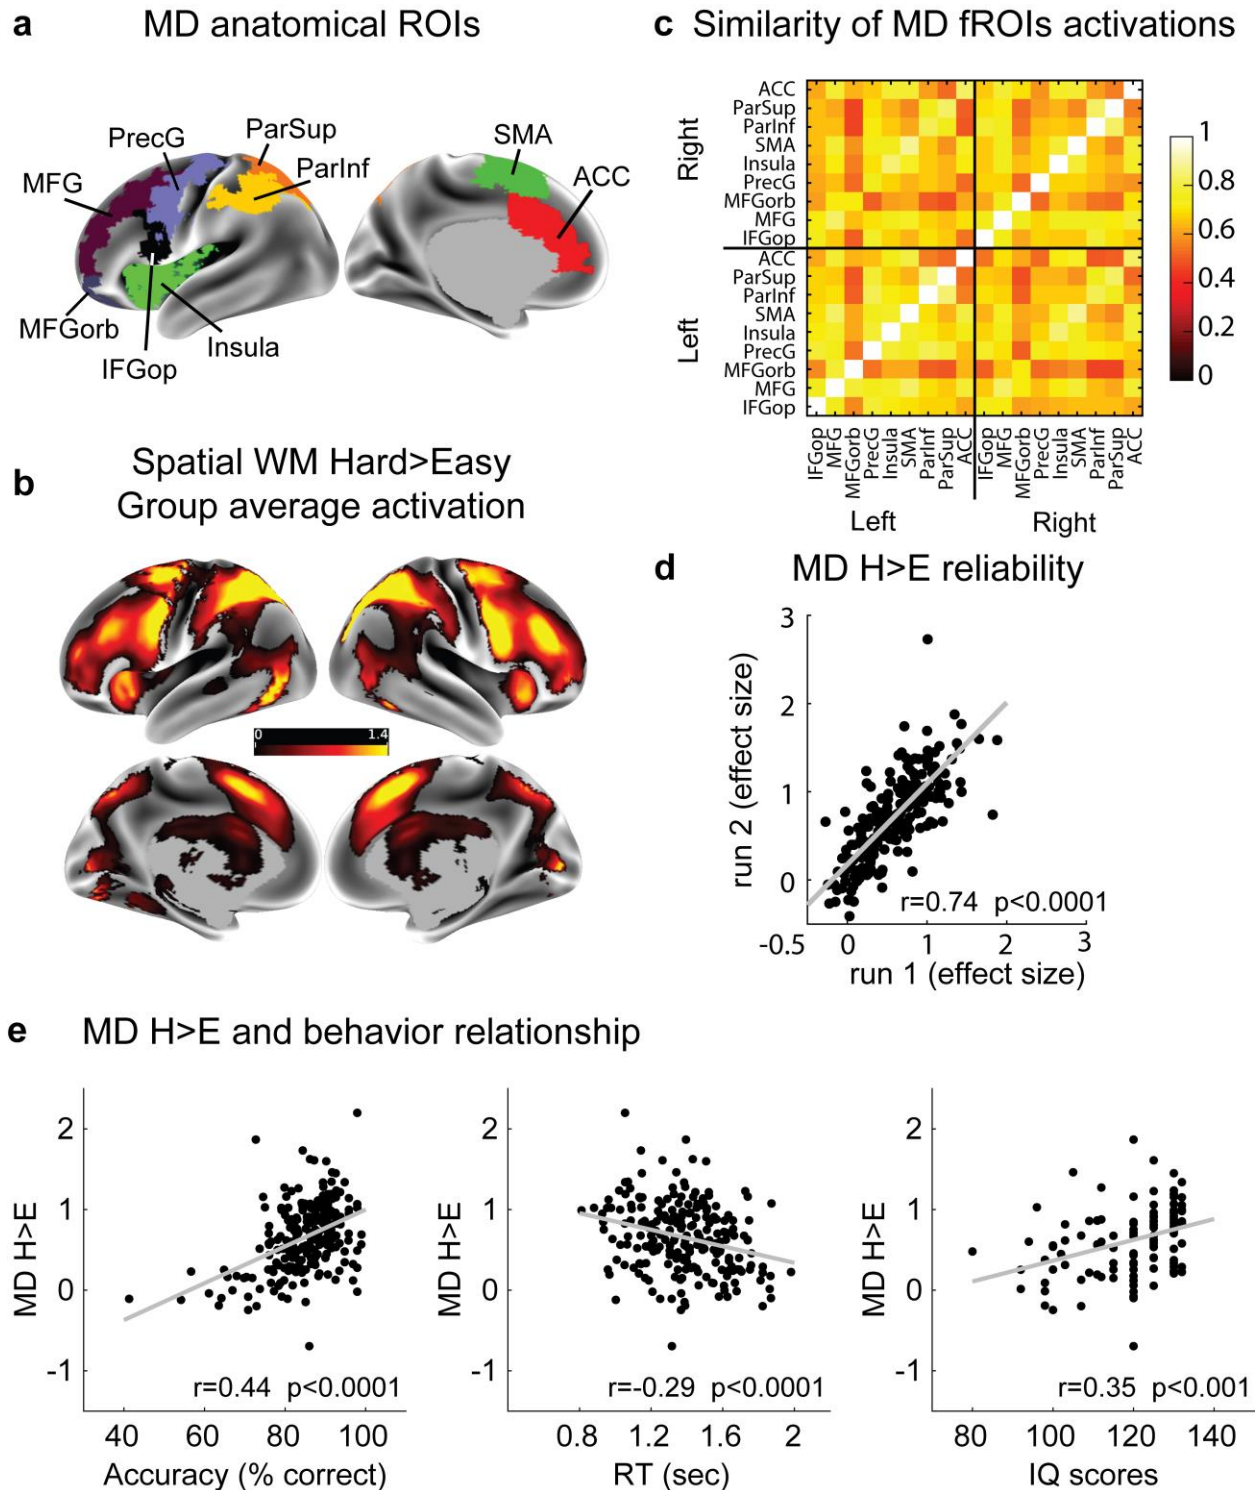 a MD anatomical ROIs
PrecG
ParSup
ParInf
MFG
MFGorb
IFGop
Insula
SMA
ACC
c Similarity of MD fROIs activations
Right
ACC
ParSup
ParInf
SMA
Insula
PrecG
MFGorb
MFG
IFGop
Left
ACC
ParSup
ParInf
SMA
Insula
PrecG
MFGorb
MFG
IFGop
IFGop MFG MFGorb PrecG Insula SMA ParInf ParSup ACC IFGop MFG MFGorb PrecG Insula SMA ParInf ParSup ACC
Left Right
1
0.8
0.6
0.4
0.2
0
b Spatial WM Hard>Easy
Group average activation
0 1.4
d MD H>E reliability
run 2 (effect size)
3
2
1
0
-0.5 0 1 2 3
r=0.74 p<0.0001
run 1 (effect size)
e MD H>E and behavior relationship
MD H>E
2
1
0
-1
r=0.44 p<0.0001
40 60 80 100
Accuracy (% correct)
MD H>E
2
1
0
-1
r=-0.29 p<0.0001
0.8 1.2 1.6 2
RT (sec)
MD H>E
2
1
0
-1
r=0.35 p<0.001
80 100 120 140
IQ scores